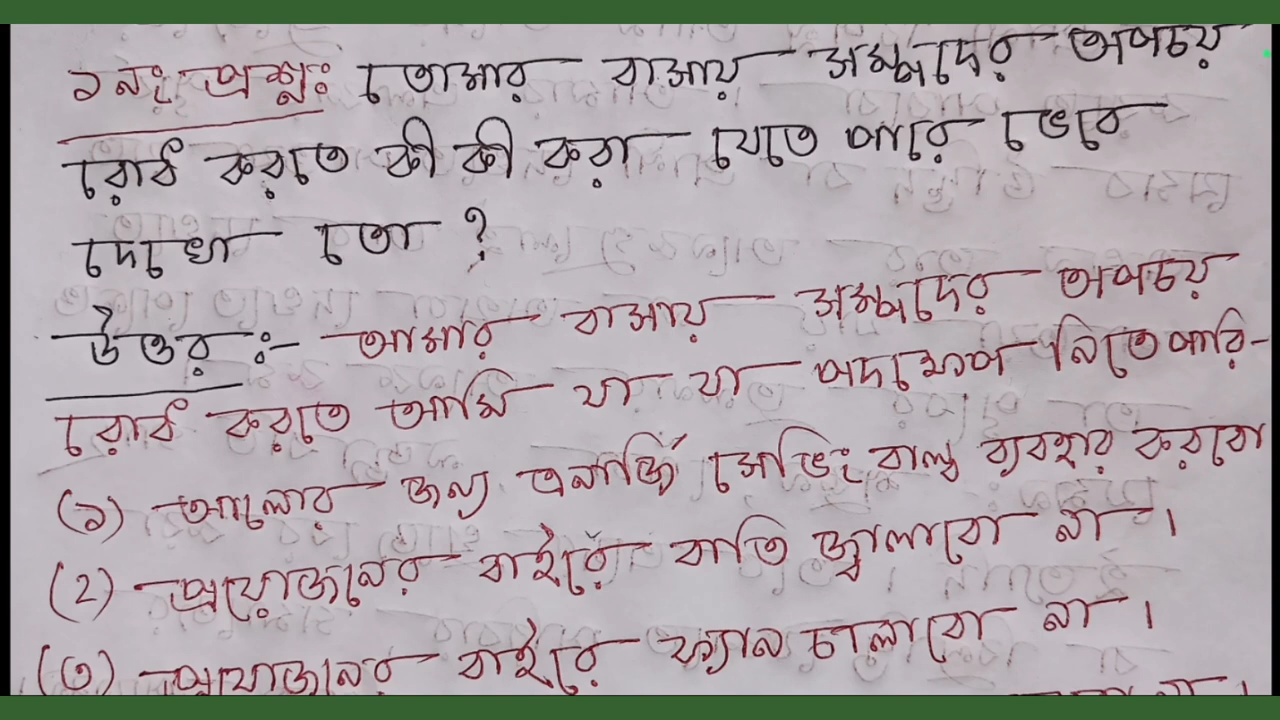 ১নং প্রশ্নঃ তোমার বাসায় সম্পদের অপচয়
রোধ করতে কী কী করা যেতে পারে ভেবে
দেখো তো ?
উত্তর :- আমার বাসায় সম্পদের অপচয়
রোধ করতে আমি যা যা পদক্ষেপ নিতে পারি-
(১) আলোর জন্য এনার্জি সেভিং বাল্ব ব্যবহার করবো
(2) প্রয়োজনের বাইরে বাতি জ্বালাবো না ।
(৩) প্রয়োজনের বাইরে ফ্যান চালাবো না ।
না ।